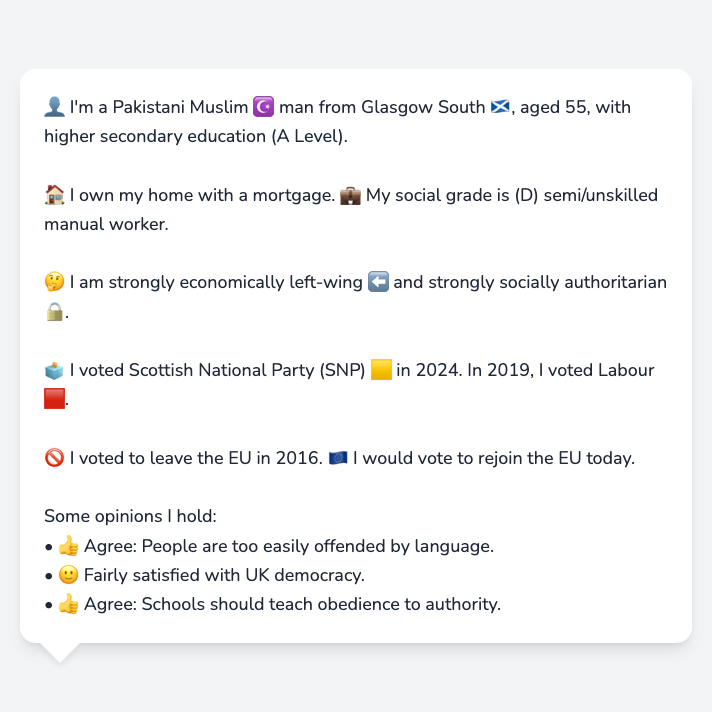 👤 I'm a Pakistani Muslim ☪️ man from Glasgow South 🏴󠁧󠁢󠁳󠁣󠁴󠁿, aged 55, with
higher secondary education (A Level).
🏠 I own my home with a mortgage. 💼 My social grade is (D) semi/unskilled
manual worker.
🤔 I am strongly economically left-wing ⬅️ and strongly socially authoritarian
🔒.
🗳️ I voted Scottish National Party (SNP) 🟨 in 2024. In 2019, I voted Labour
🟥.
🚫 I voted to leave the EU in 2016. 🇪🇺 I would vote to rejoin the EU today.
Some opinions I hold:
• 👍 Agree: People are too easily offended by language.
• 🙂 Fairly satisfied with UK democracy.
• 👍 Agree: Schools should teach obedience to authority.